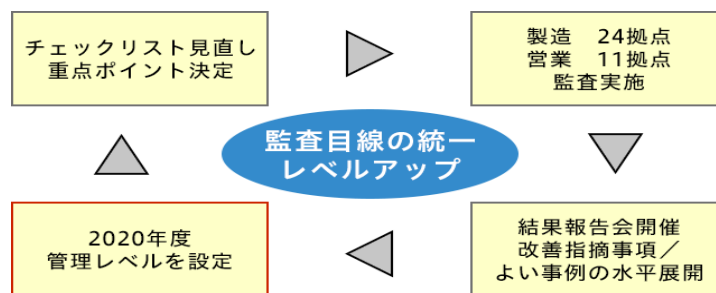 チェックリスト見直し
重点ポイント決定
製造　24拠点
営業　11拠点
監査実施
監査目線の統一
レベルアップ
2020年度
管理レベルを設定
結果報告会開催
改善指摘事項／
よい事例の水平展開